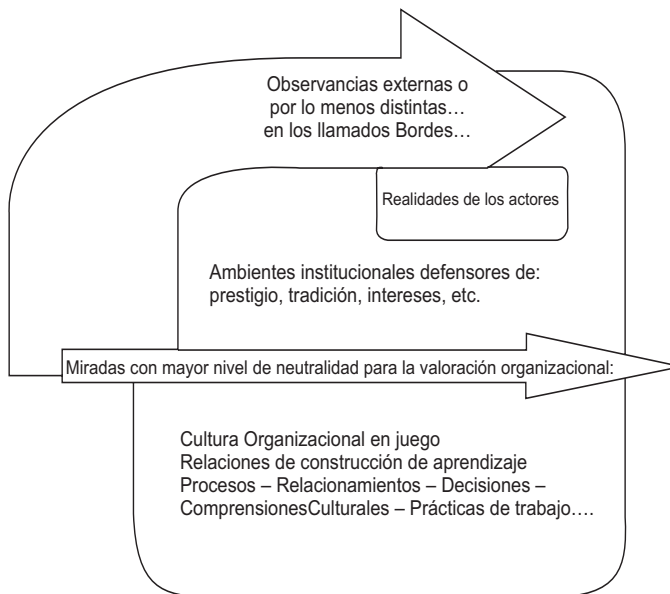 Observancias externas o
por lo menos distintas…
en los llamados Bordes…
Realidades de los actores
Ambientes institucionales defensores de:
prestigio, tradición, intereses, etc.
Miradas con mayor nivel de neutralidad para la valoración organizacional:
Cultura Organizacional en juego
Relaciones de construcción de aprendizaje
Procesos – Relacionamientos – Decisiones –
ComprensionesCulturales – Prácticas de trabajo….